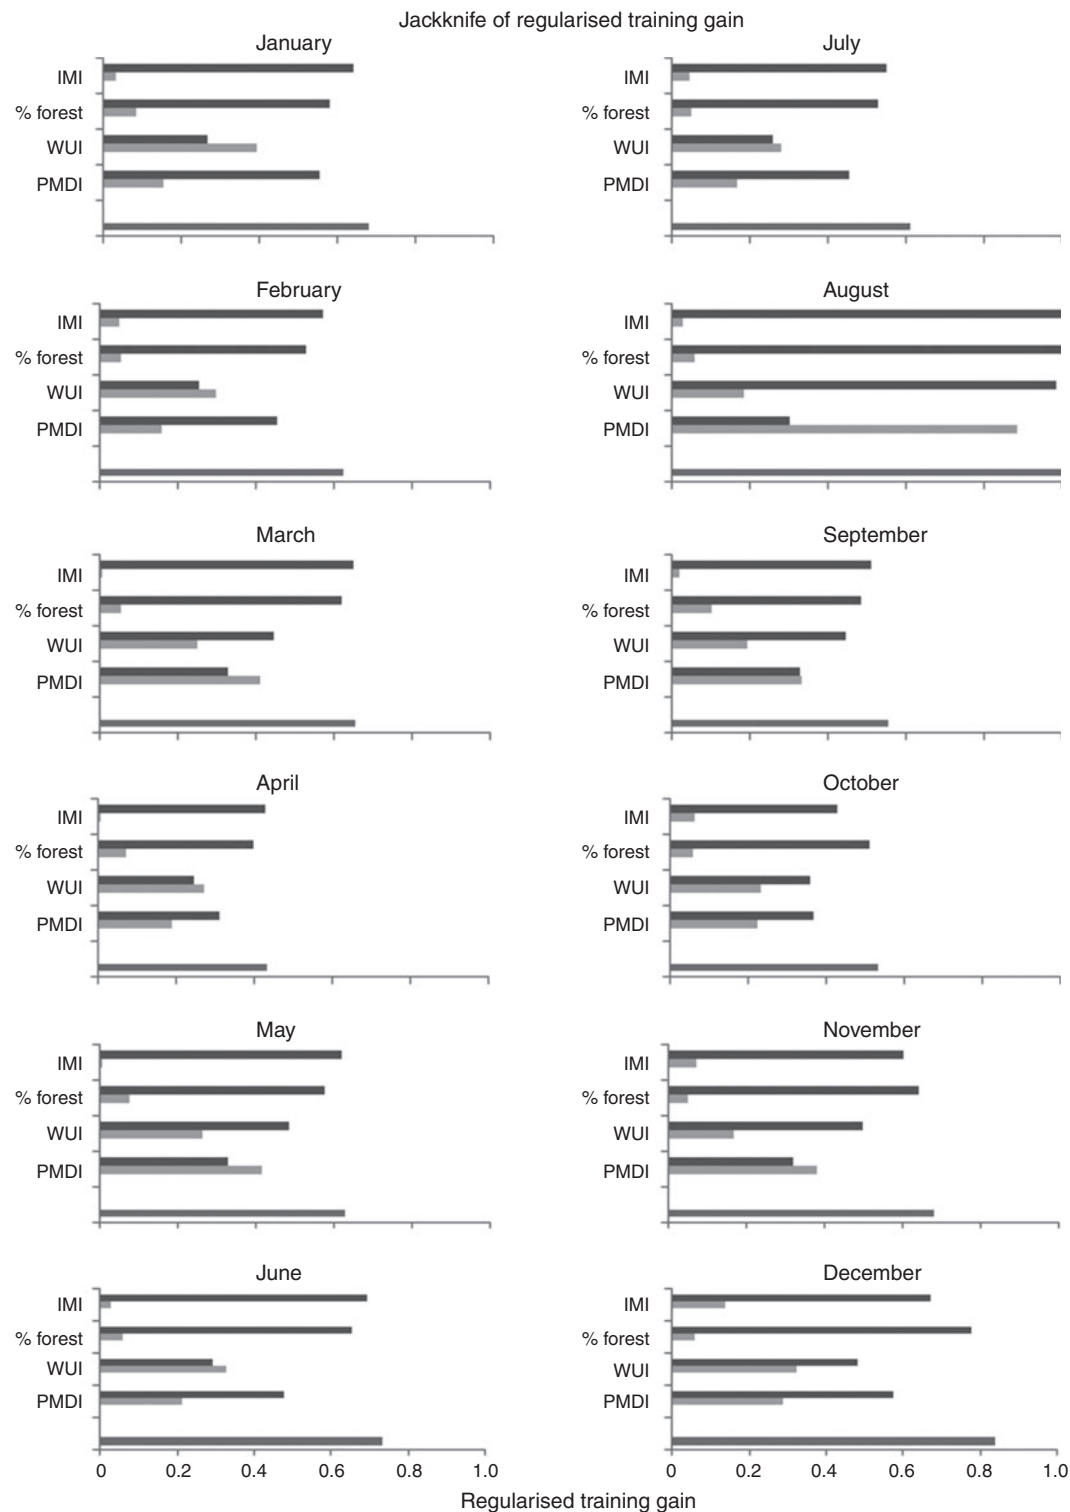 Jackknife of regularised training gain
January
IMI
% forest
WUI
PMDI
February
IMI
% forest
WUI
PMDI
March
IMI
% forest
WUI
PMDI
April
IMI
% forest
WUI
PMDI
May
IMI
% forest
WUI
PMDI
June
IMI
% forest
WUI
PMDI
0 0.2 0.4 0.6 0.8 1.0
July
IMI
% forest
WUI
PMDI
August
IMI
% forest
WUI
PMDI
September
IMI
% forest
WUI
PMDI
October
IMI
% forest
WUI
PMDI
November
IMI
% forest
WUI
PMDI
December
IMI
% forest
WUI
PMDI
0 0.2 0.4 0.6 0.8 1.0
Regularised training gain